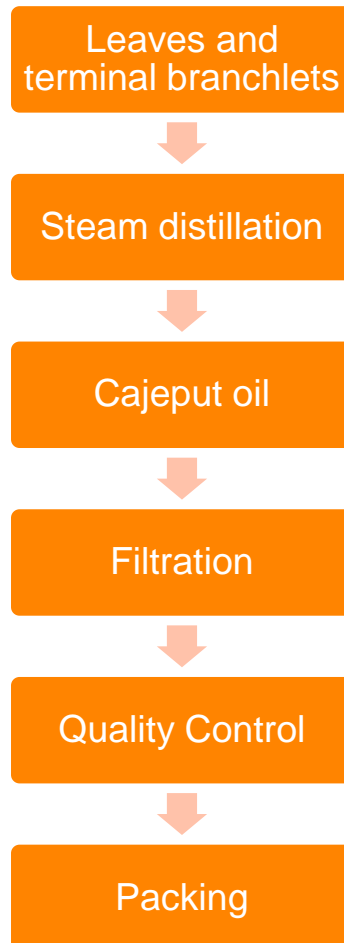 Leaves and
terminal branchlets
Steam distillation
Cajeput oil
Filtration
Quality Control
Packing